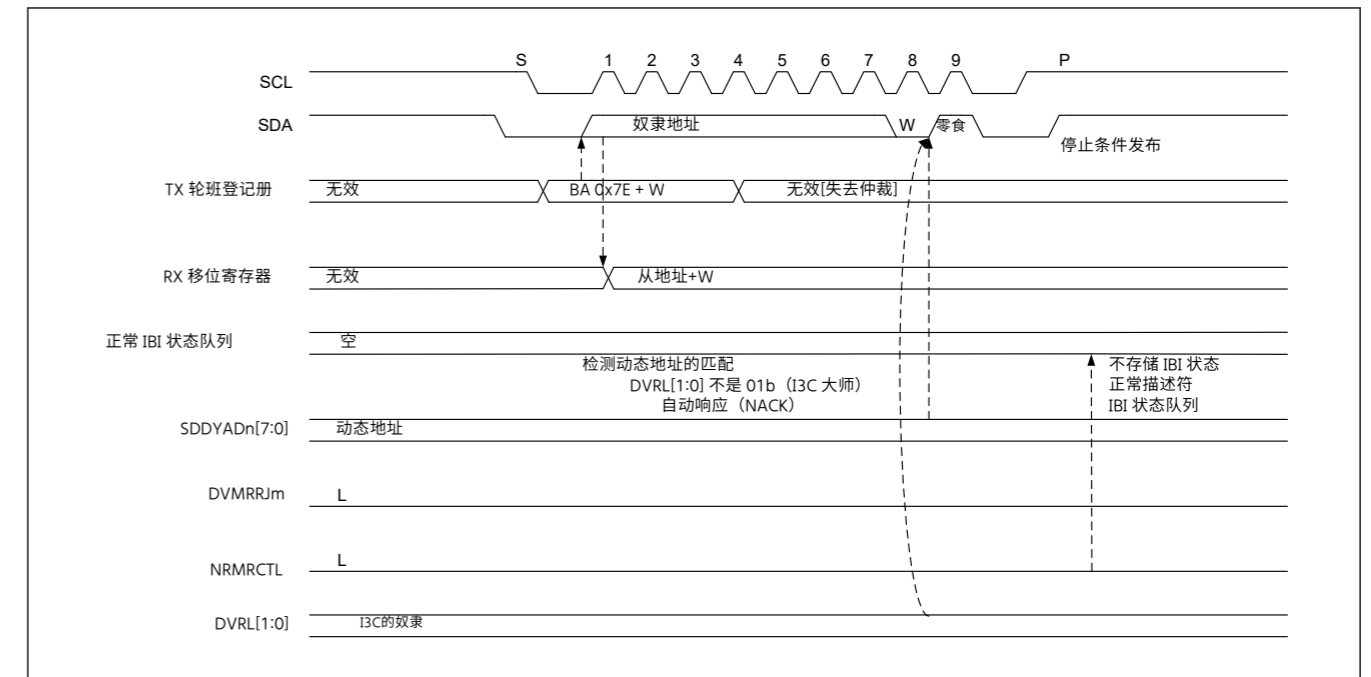 S 1 2 3 4 5 6 7 8 9 P
SCL
SDA 奴隶地址 W 零食
停止条件发布
TX 轮班登记册 无效 BA 0x7E + W 无效[失去仲裁]
RX 移位寄存器 无效 从地址+W
正常 IBI 状态队列 空
检测动态地址的匹配 不存储 IBI 状态
DVRL[1:0] 不是 01b（I3C 大师） 正常描述符
自动响应（NACK） IBI 状态队列
SDDYADn[7:0] 动态地址
DVMRRJm L
NRMRCTL L
DVRL[1:0] I3C的奴隶